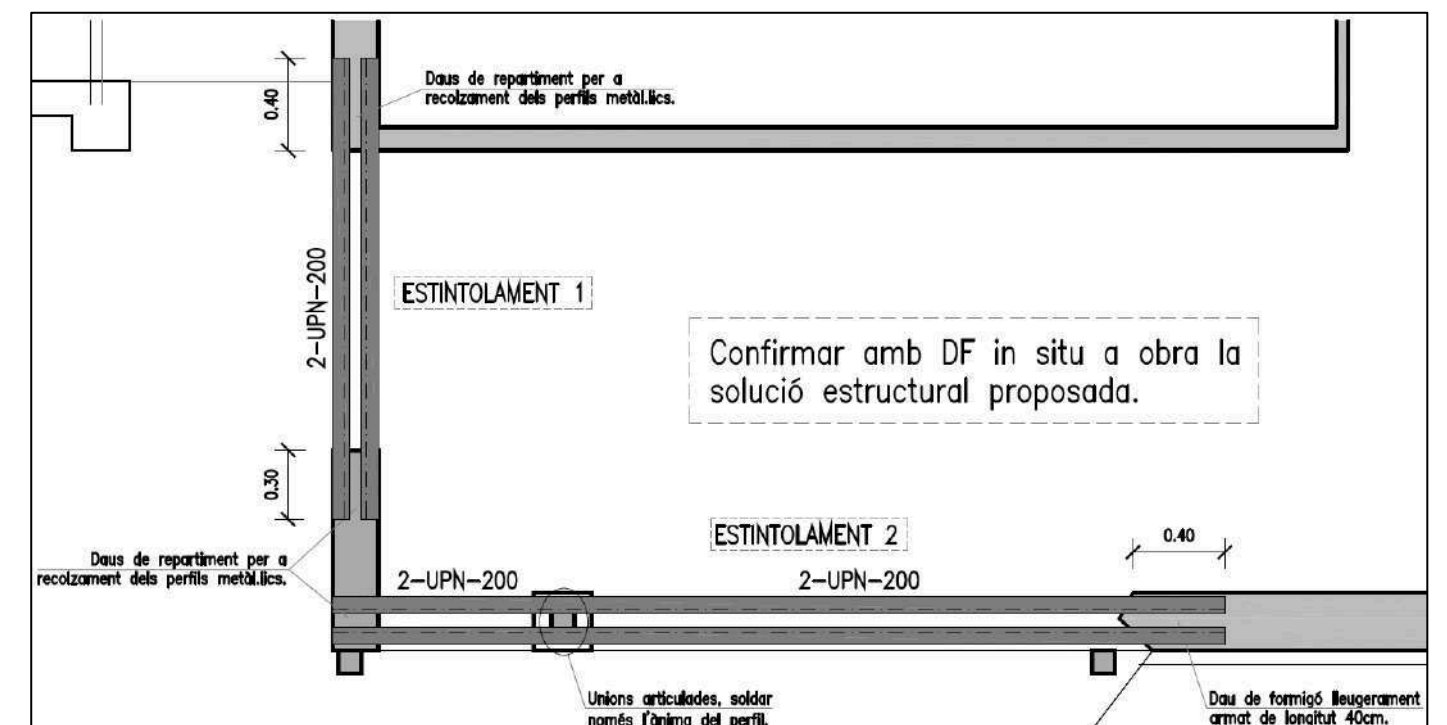 Daus de repartiment per a
recolzament dels perfils metàl.lics.
0.40
2-UPN-200
ESTINTOLAMENT 1
Confirmar amb DF in situ a obra la
solució estructural proposada.
0.30
ESTINTOLAMENT 2
0.40
Daus de repartiment per a
recolzament dels perfils metàl.lics.
2-UPN-200
2-UPN-200
Unions articulades, soldar
només l'ànima del perfil.
Dau de formigó lleugerament
armat de longitut 40cm.